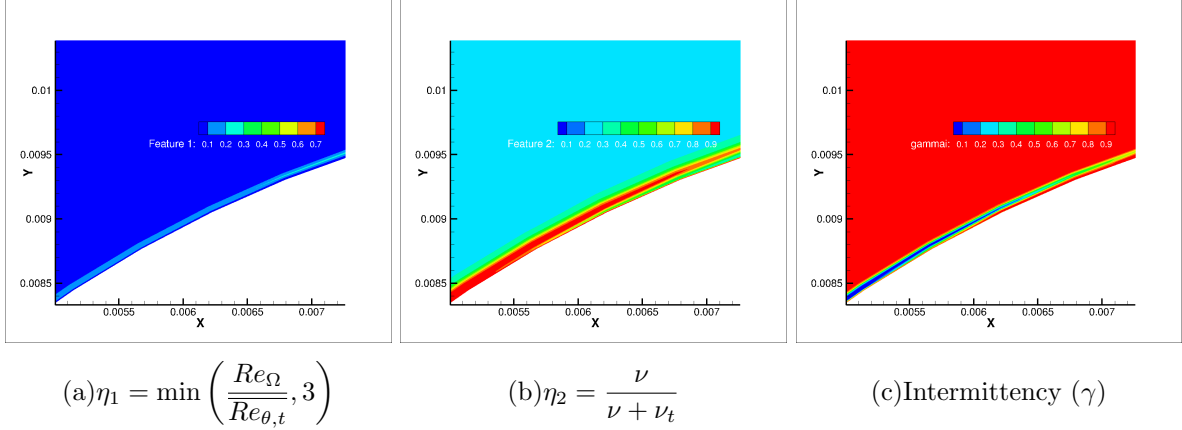 0.01
0.0095
0.009
0.0085
Y
Feature 1: 0.1 0.2 0.3 0.4 0.5 0.6 0.7
0.0055 0.006 0.0065 0.007
X
(a)η₁ = min ( Re_Ω / Re_{θ,t} , 3 )
0.01
0.0095
0.009
0.0085
Y
Feature 2: 0.1 0.2 0.3 0.4 0.5 0.6 0.7 0.8 0.9
0.0055 0.006 0.0065 0.007
X
(b)η₂ = ν / (ν + ν_t)
0.01
0.0095
0.009
0.0085
Y
gammai: 0.1 0.2 0.3 0.4 0.5 0.6 0.7 0.8 0.9
0.0055 0.006 0.0065 0.007
X
(c)Intermittency (γ)